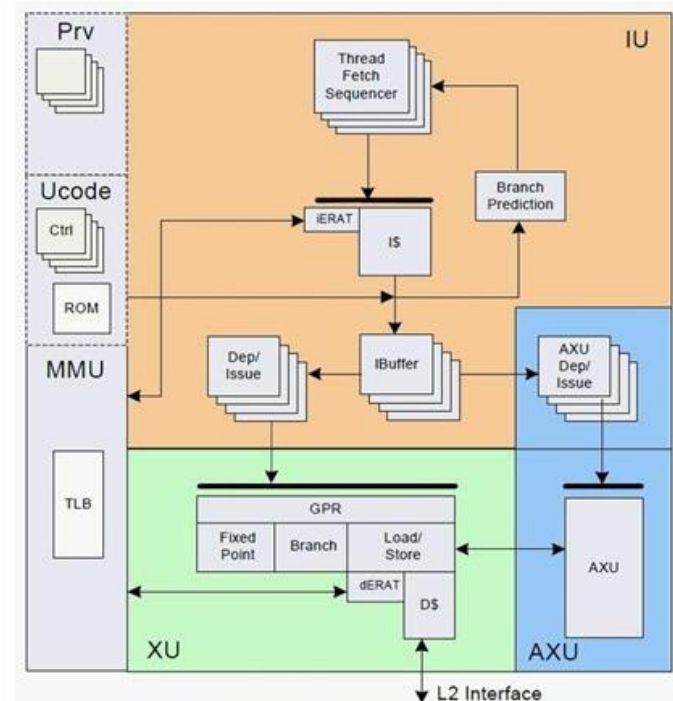 Prv
IU
Thread
Fetch
Sequencer
Ucode
Ctrl
ROM
Branch
Prediction
iERAT
I$
MMU
TLB
Dep/
Issue
IBuffer
AXU
Dep/
Issue
GPR
Fixed
Point
Branch
Load/
Store
dERAT
D$
AXU
XU
AXU
L2 Interface